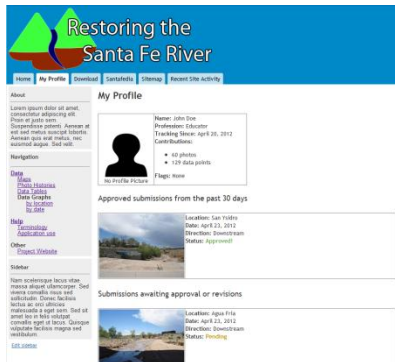 Restoring the
Santa Fe River
Home My Profile Download Santafedia Sitemap Recent Site Activity
About
Lorem ipsum dolor sit amet,
consectetur adipiscing elit.
Proin et justo sem.
Suspendisse potenti. Aenean at
est sed metus suscipit lobortis.
Aenean quis erat metus, nec
euismod augue. Sed velit
Navigation
Data
Maps
Photo Histories
Data Tables
Data Graphs
by location
by date
Help
Terminology
Application use
Other
Project Website
Sidebar
Nam scelerisque lacus vitae
massa aliquet ullamcorper. Sed
viverra convallis risus sed
sollicitudin. Donec facilisis
lectus ac orci ultricies
malesuada a eget sem. Sed sit
amet leo in felis volutpat
convallis eget ut lacus. Quisque
vulputate facilisis magna sed
vestibulum.
Edit sidebar
My Profile
No Profile Picture
Name: John Doe
Profession: Educator
Tracking Since: April 20, 2012
Contributions:
• 60 photos
• 129 data points
Flags: None
Approved submissions from the past 30 days
Location: San Ysidro
Date: April 23, 2012
Direction: Downstream
Status: Approved!
Submissions awaiting approval or revisions
Location: Agua Fria
Date: April 23, 2012
Direction: Downstream
Status: Pending